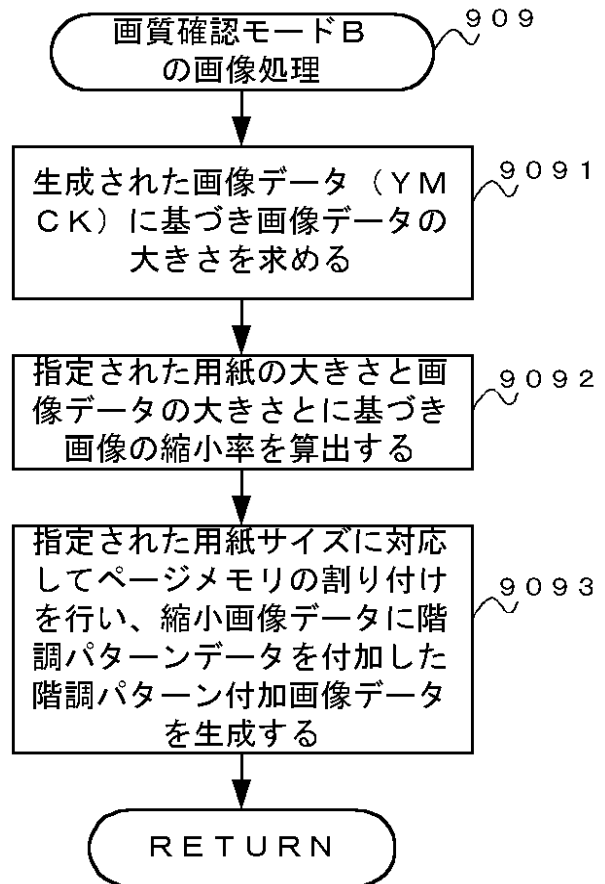 画質確認モードＢ
の画像処理
９０９
生成された画像データ（ＹＭ
ＣＫ）に基づき画像データの
大きさを求める
９０９１
指定された用紙の大きさと画
像データの大きさとに基づき
画像の縮小率を算出する
９０９２
指定された用紙サイズに対応
してページメモリの割り付け
を行い、縮小画像データに階
調パターンデータを付加した
階調パターン付加画像データ
を生成する
９０９３
ＲＥＴＵＲＮ